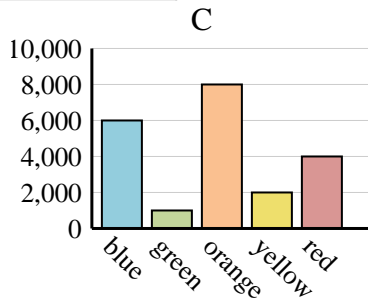 C
10,000
8,000
6,000
4,000
2,000
0
blue
green
orange
yellow
red